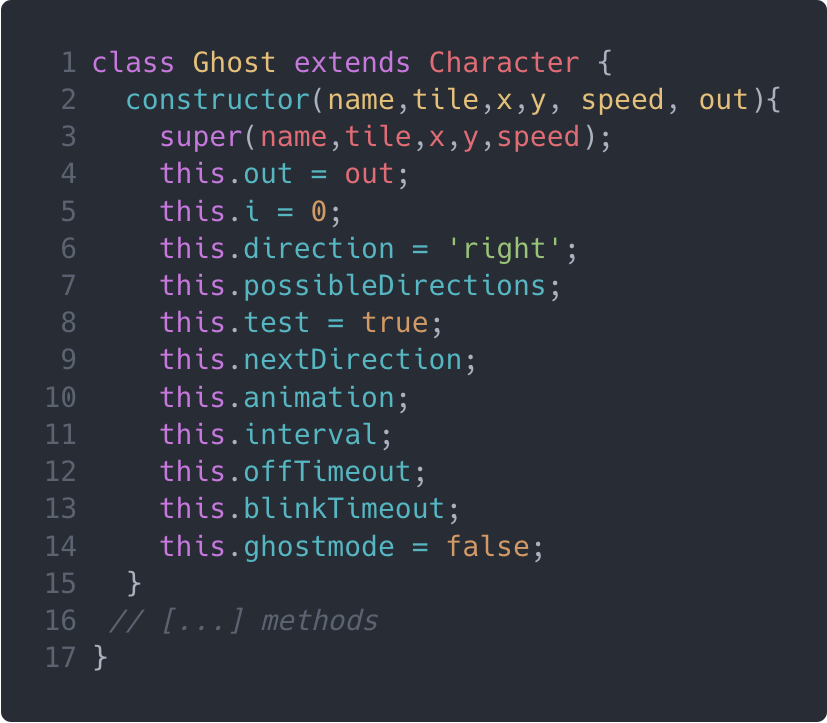 1 class Ghost extends Character {
2   constructor(name,tile,x,y, speed, out){
3     super(name,tile,x,y,speed);
4     this.out = out;
5     this.i = 0;
6     this.direction = 'right';
7     this.possibleDirections;
8     this.test = true;
9     this.nextDirection;
10     this.animation;
11     this.interval;
12     this.offTimeout;
13     this.blinkTimeout;
14     this.ghostmode = false;
15   }
16  // [...] methods
17 }